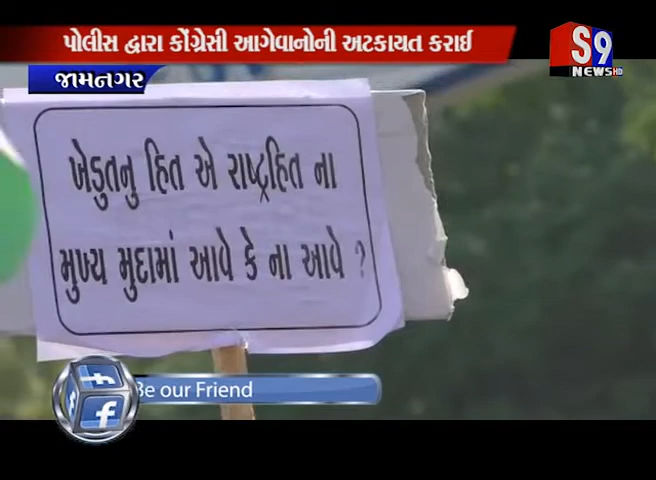 પોલીસ દ્વારા કોંગ્રેસી આગેવાનોની અટકાયત કરાઈ
S9
NEWS HD
જામનગર
ખેડુતનુ હિત એ રાષ્ટ્રહિત ના
મુખ્ય મુદામાં આવે કે ના આવે ?
Be our Friend